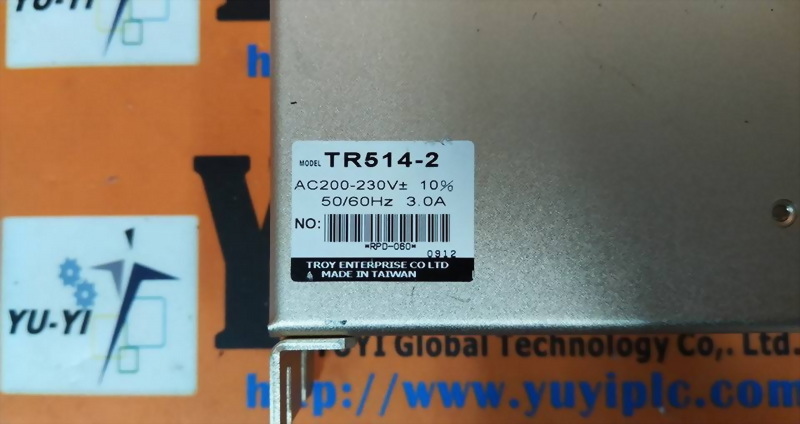 YU-YI
MODEL TR514-2
AC200-230V± 10%
50/60Hz 3.0A
NO:
*RPD-060*
0912
TROY ENTERPRISE CO LTD
MADE IN TAIWAN
YU-YI
YUYI Global Technology Co,. Ltd.
http://www.yuyiplc.com